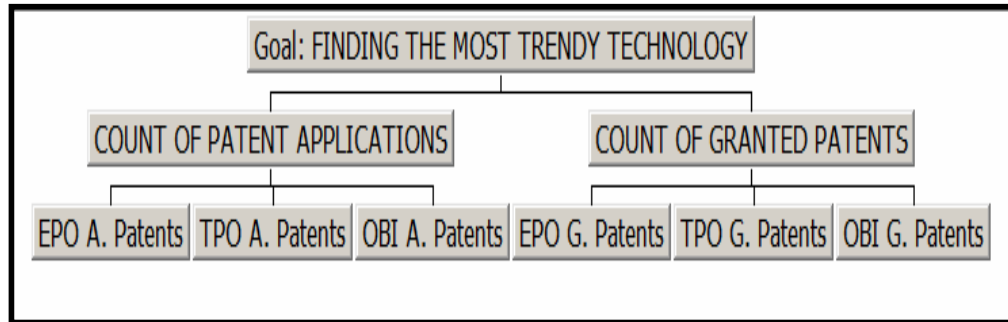 Goal: FINDING THE MOST TRENDY TECHNOLOGY
COUNT OF PATENT APPLICATIONS
COUNT OF GRANTED PATENTS
EPO A. Patents
TPO A. Patents
OBI A. Patents
EPO G. Patents
TPO G. Patents
OBI G. Patents